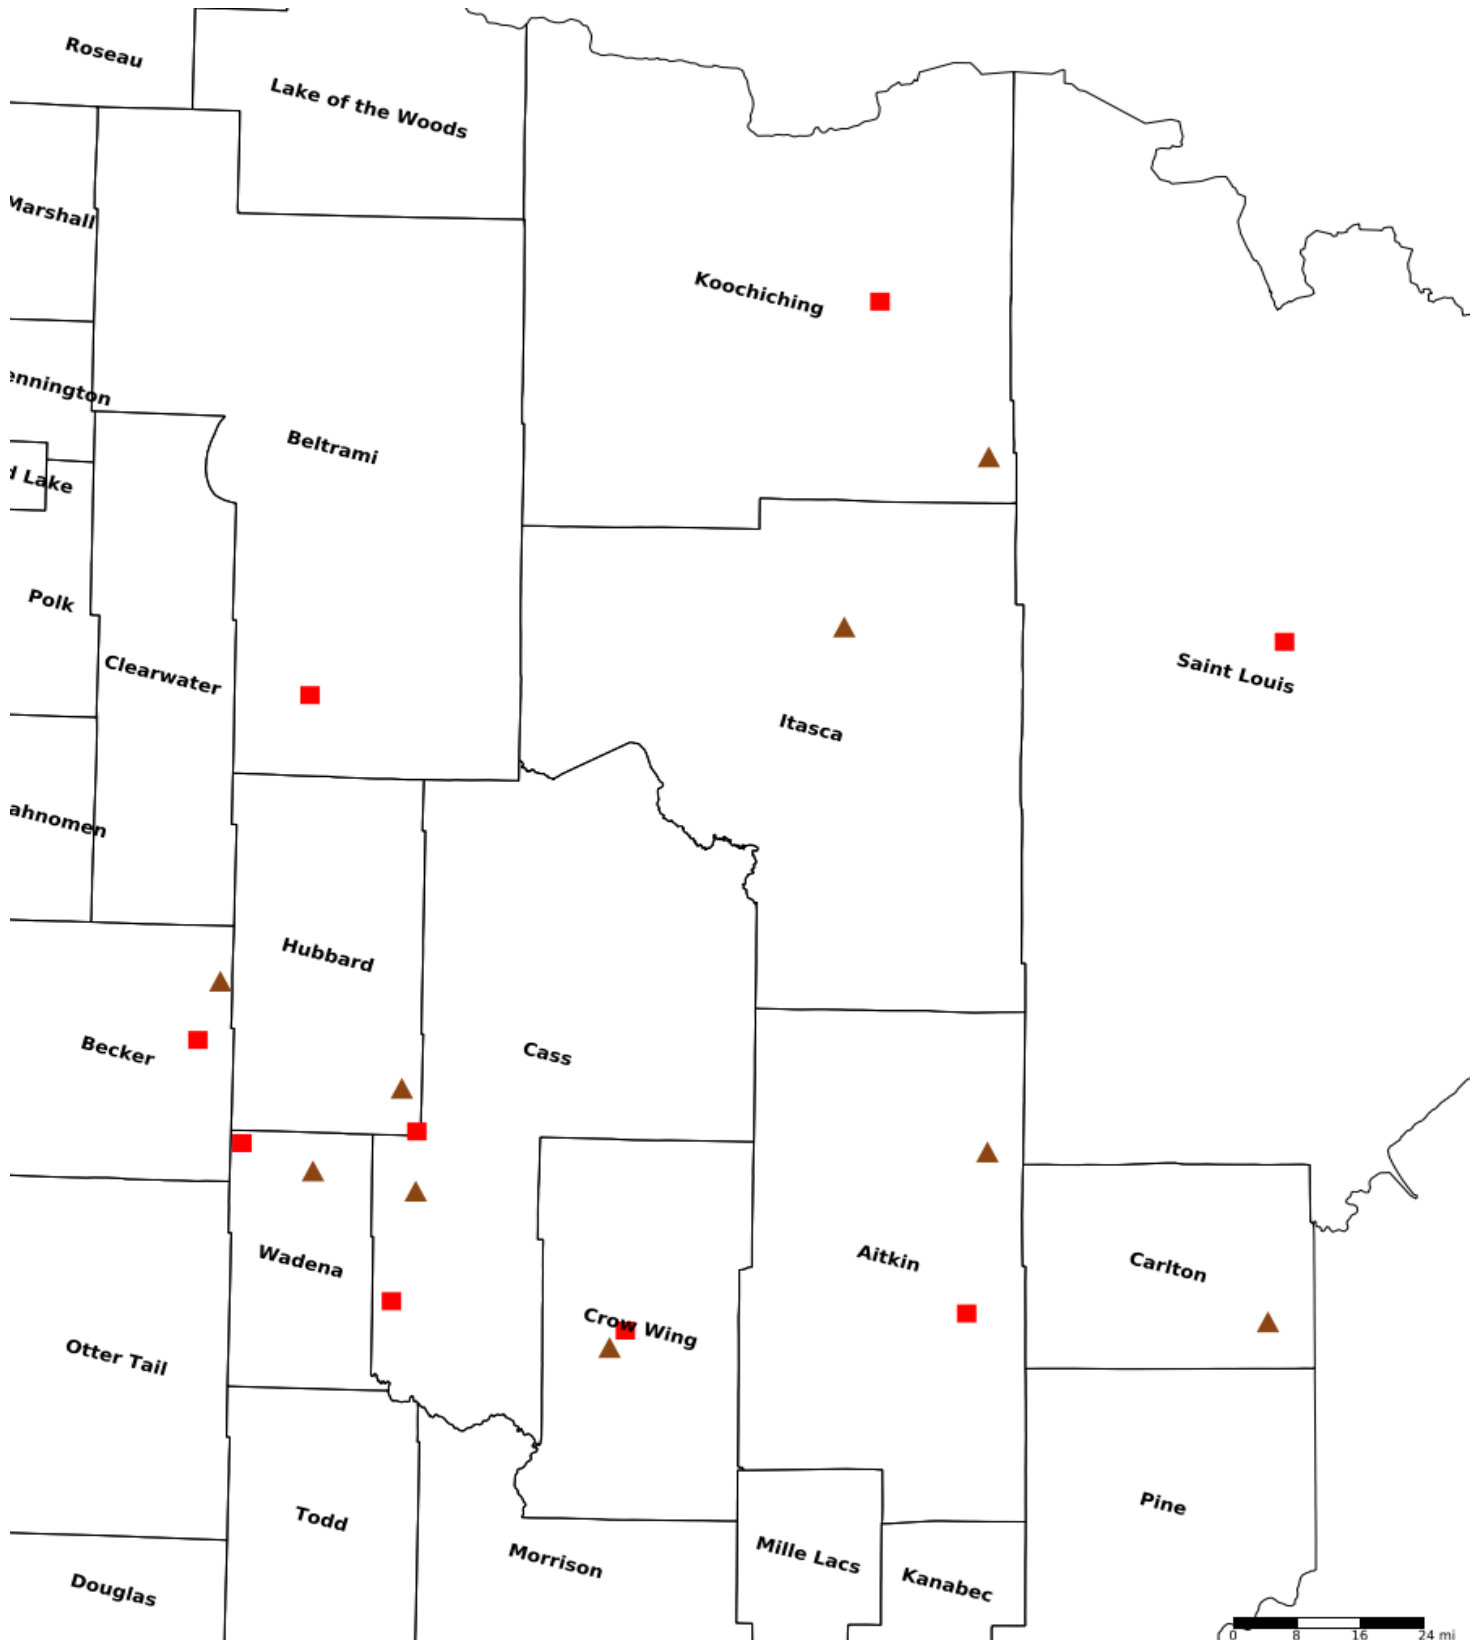 Roseau
Lake of the Woods
Marshall
Koochiching
ennington
Beltrami
d Lake
Polk
Clearwater
Saint Louis
Itasca
ahnomen
Hubbard
Becker
Cass
Wadena
Aitkin
Carlton
Crow Wing
Otter Tail
Pine
Todd
Morrison
Mille Lacs
Kanabec
Douglas
0 8 16 24 mi